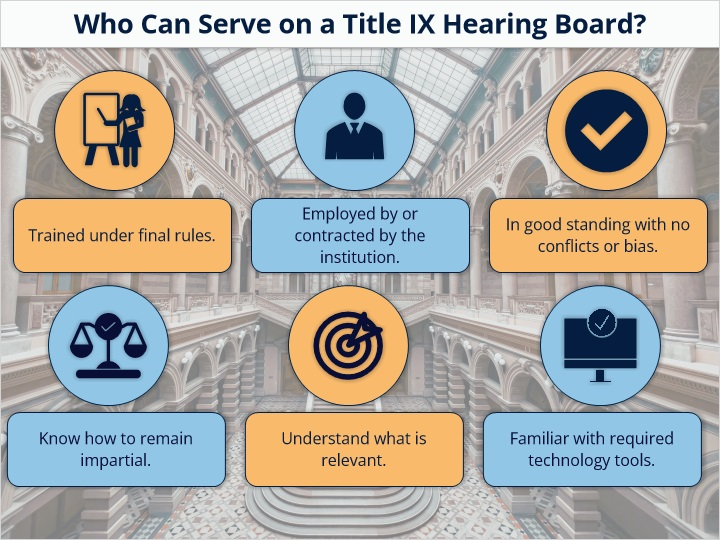 Who Can Serve on a Title IX Hearing Board?
Trained under final rules.
Employed by or
contracted by the
institution.
In good standing with no
conflicts or bias.
Know how to remain
impartial.
Understand what is
relevant.
Familiar with required
technology tools.